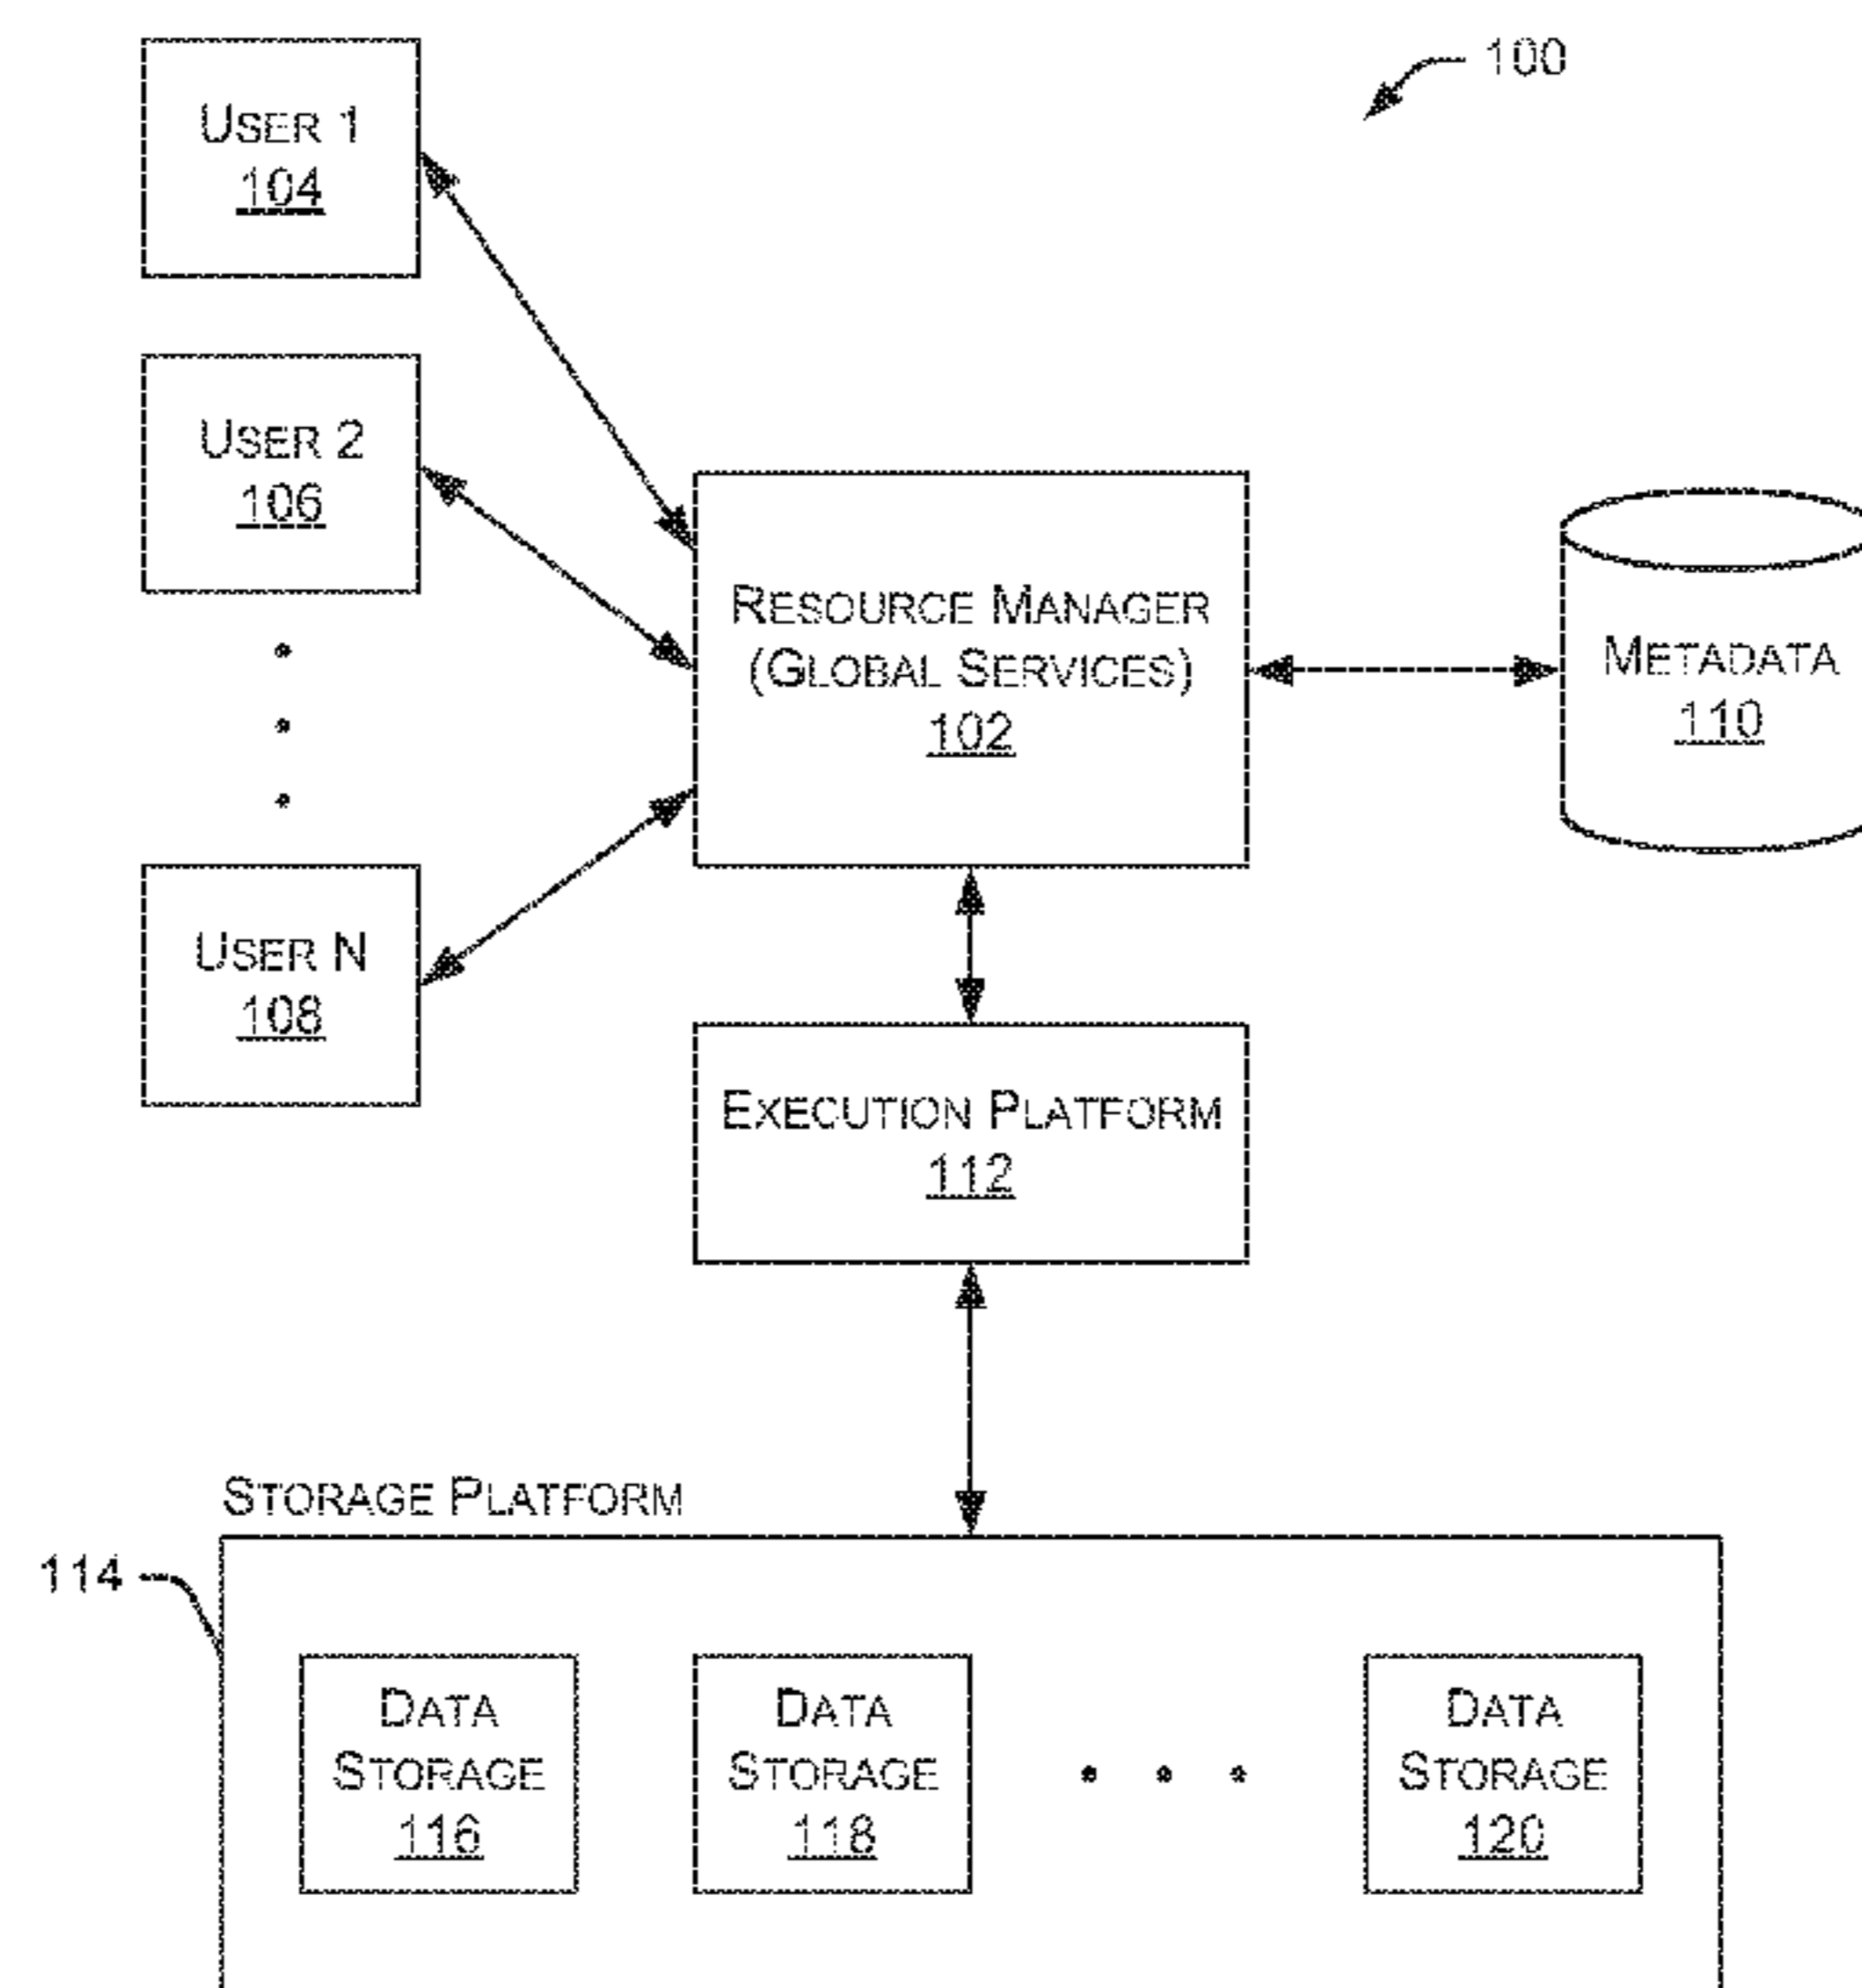 100
User 1
104
User 2
106
Resource Manager
(Global Services)
102
Metadata
110
User N
108
Execution Platform
112
Storage Platform
114
Data
Storage
116
Data
Storage
118
Data
Storage
120